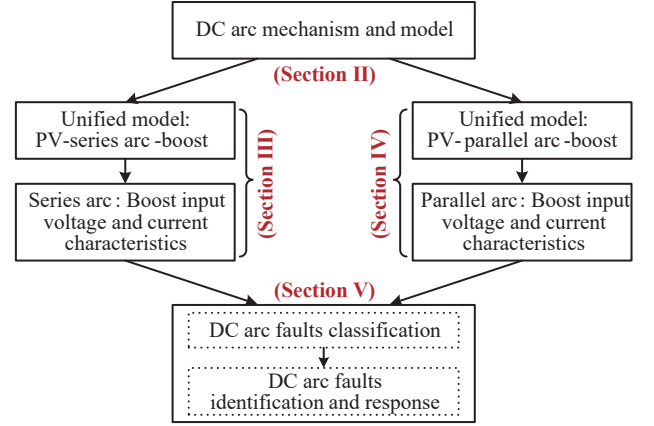 DC arc mechanism and model
(Section II)
Unified model:
PV-series arc -boost
Series arc : Boost input
voltage and current
characteristics
(Section III)
(Section IV)
Unified model:
PV- parallel arc -boost
Parallel arc : Boost input
voltage and current
characteristics
(Section V)
DC arc faults classification
DC arc faults
identification and response